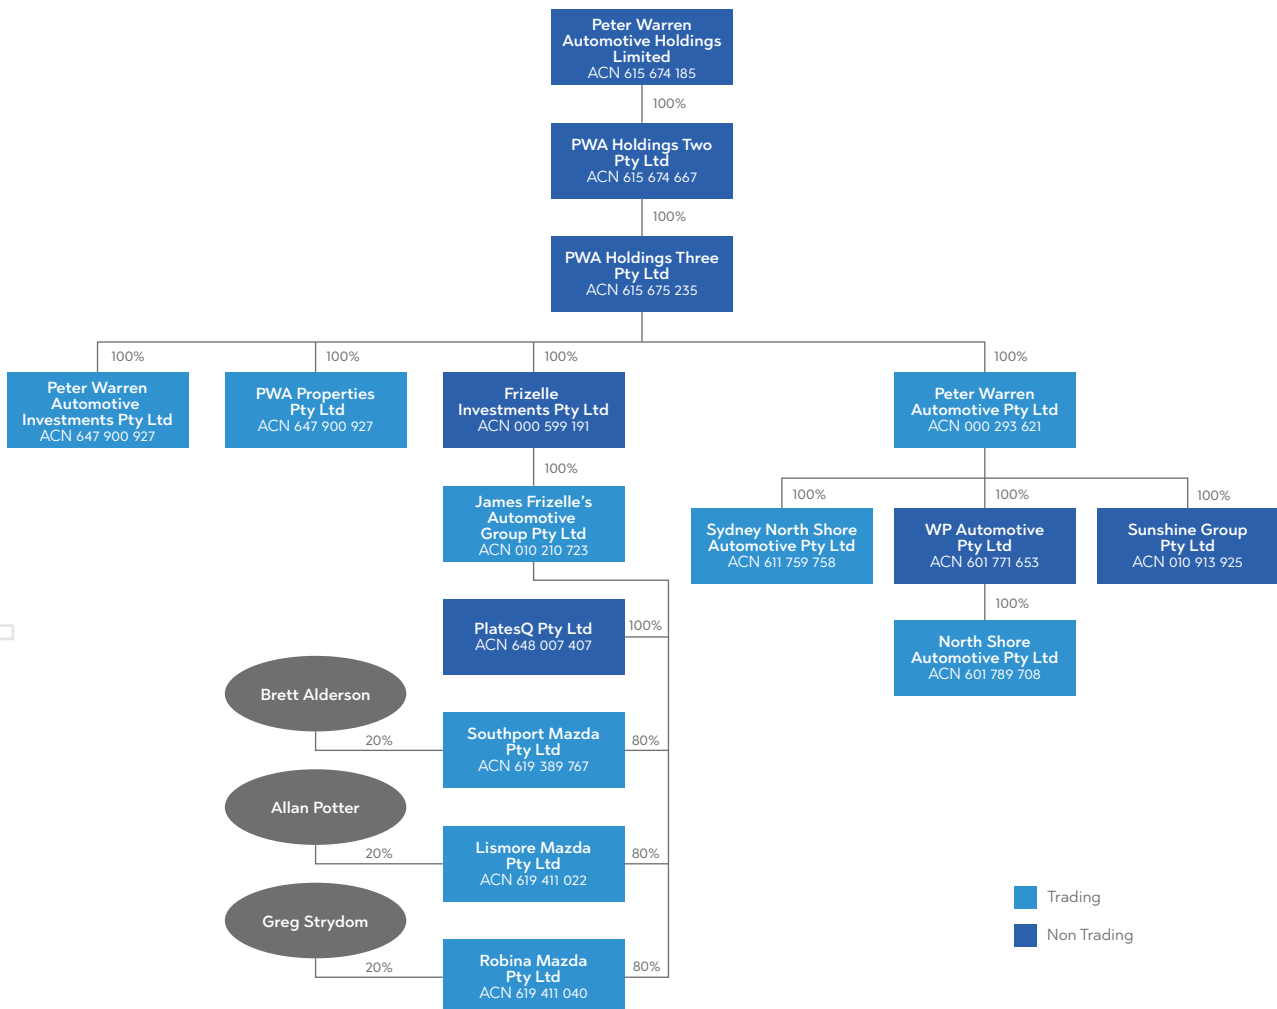 Peter Warren
Automotive Holdings
Limited
ACN 615 674 185
100%
PWA Holdings Two
Pty Ltd
ACN 615 674 667
100%
PWA Holdings Three
Pty Ltd
ACN 615 675 235
100%
100%
100%
100%
Peter Warren
Automotive
Investments Pty Ltd
ACN 647 900 927
PWA Properties
Pty Ltd
ACN 647 900 927
Frizelle
Investments Pty Ltd
ACN 000 599 191
Peter Warren
Automotive Pty Ltd
ACN 000 293 621
100%
James Frizelle's
Automotive
Group Pty Ltd
ACN 010 210 723
100%
100%
100%
Sydney North Shore
Automotive Pty Ltd
ACN 611 759 758
WP Automotive
Pty Ltd
ACN 601 771 653
Sunshine Group
Pty Ltd
ACN 010 913 925
100%
North Shore
Automotive Pty Ltd
ACN 601 789 708
PlatesQ Pty Ltd
ACN 648 007 407
100%
Brett Alderson
20%
Southport Mazda
Pty Ltd
ACN 619 389 767
80%
Allan Potter
20%
Lismore Mazda
Pty Ltd
ACN 619 411 022
80%
Greg Strydom
20%
Robina Mazda
Pty Ltd
ACN 619 411 040
80%
Trading
Non Trading